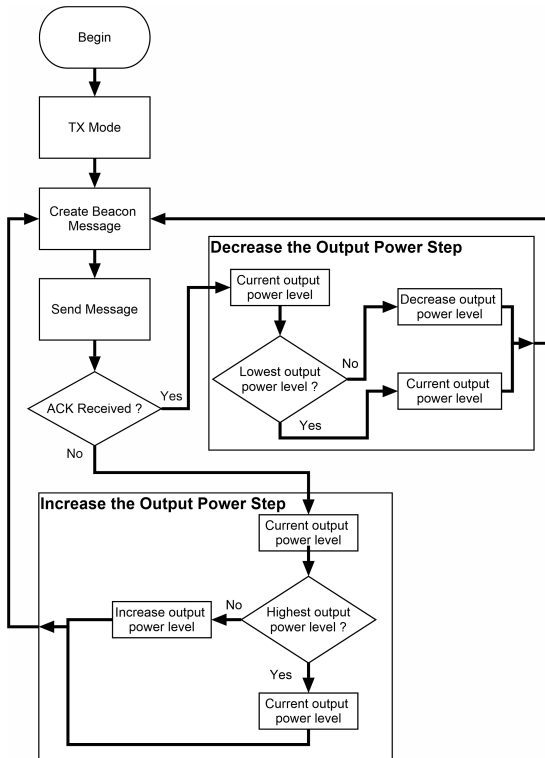 Begin
TX Mode
Create Beacon
Message
Send Message
ACK Received ?
Yes
No
Decrease the Output Power Step
Current output
power level
Lowest output
power level ?
No
Decrease output
power level
Yes
Current output
power level
Increase the Output Power Step
Current output
power level
Highest output
power level ?
No
Increase output
power level
Yes
Current output
power level